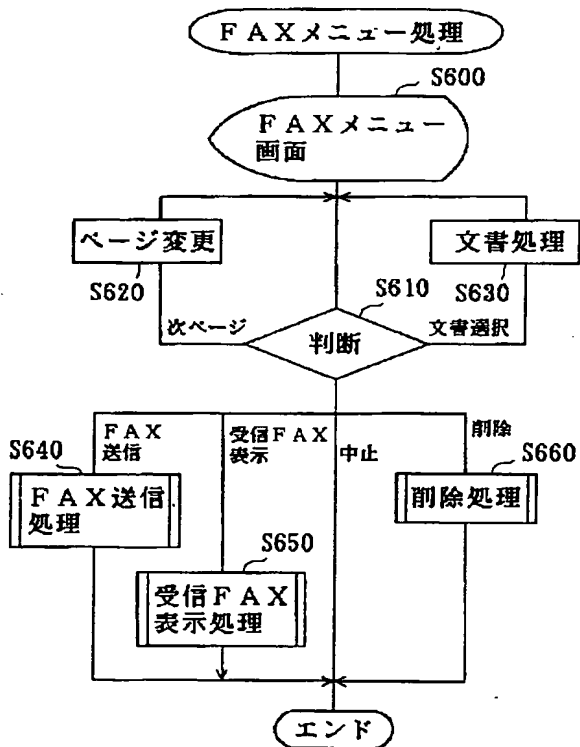 FAXメニュー処理
S600
FAXメニュー
画面
ページ変更
文書処理
S620
S630
S610
次ページ
文書選択
判断
FAX
送信
受信FAX
表示
中止
削除
S640
S660
FAX送信
処理
削除処理
S650
受信FAX
表示処理
エンド